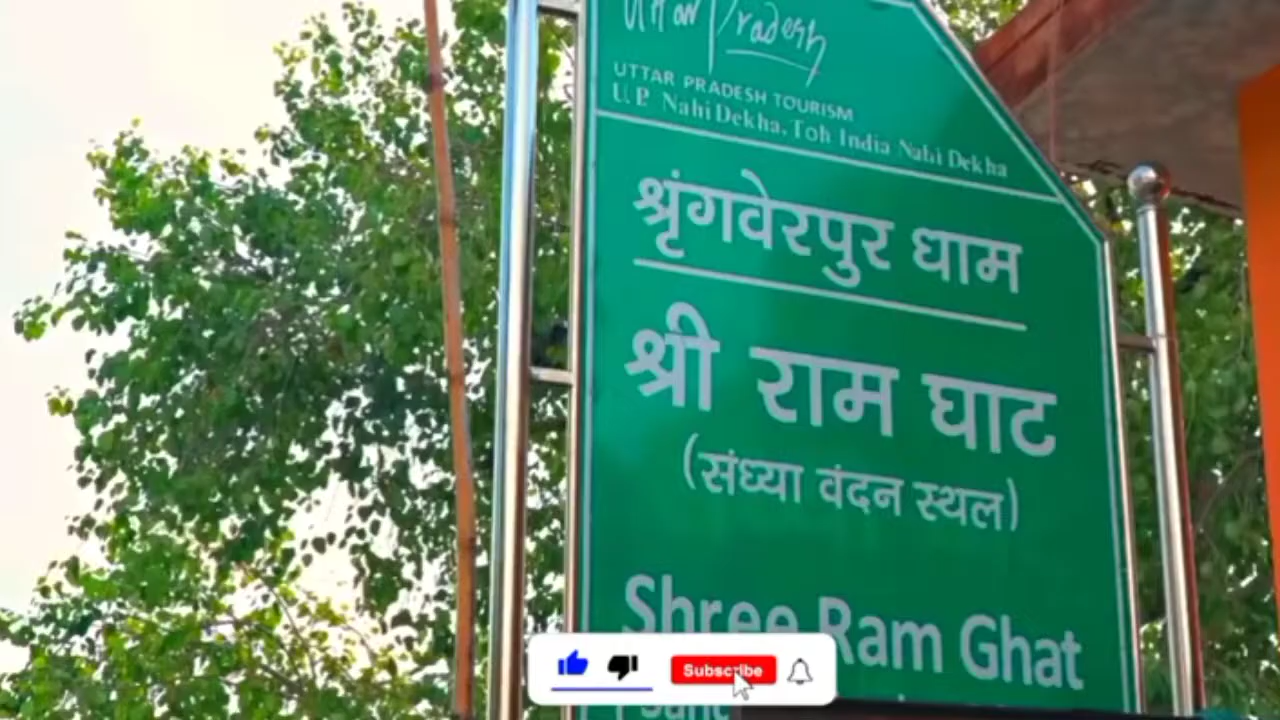 Uttar Pradesh
UTTAR PRADESH TOURISM
U.P. Nahi Dekha, Toh India Nahi Dekha
श्रृंगवेरपुर धाम
श्री राम घाट
(संध्या वंदन स्थल)
Shree Ram Ghat
Subscribe